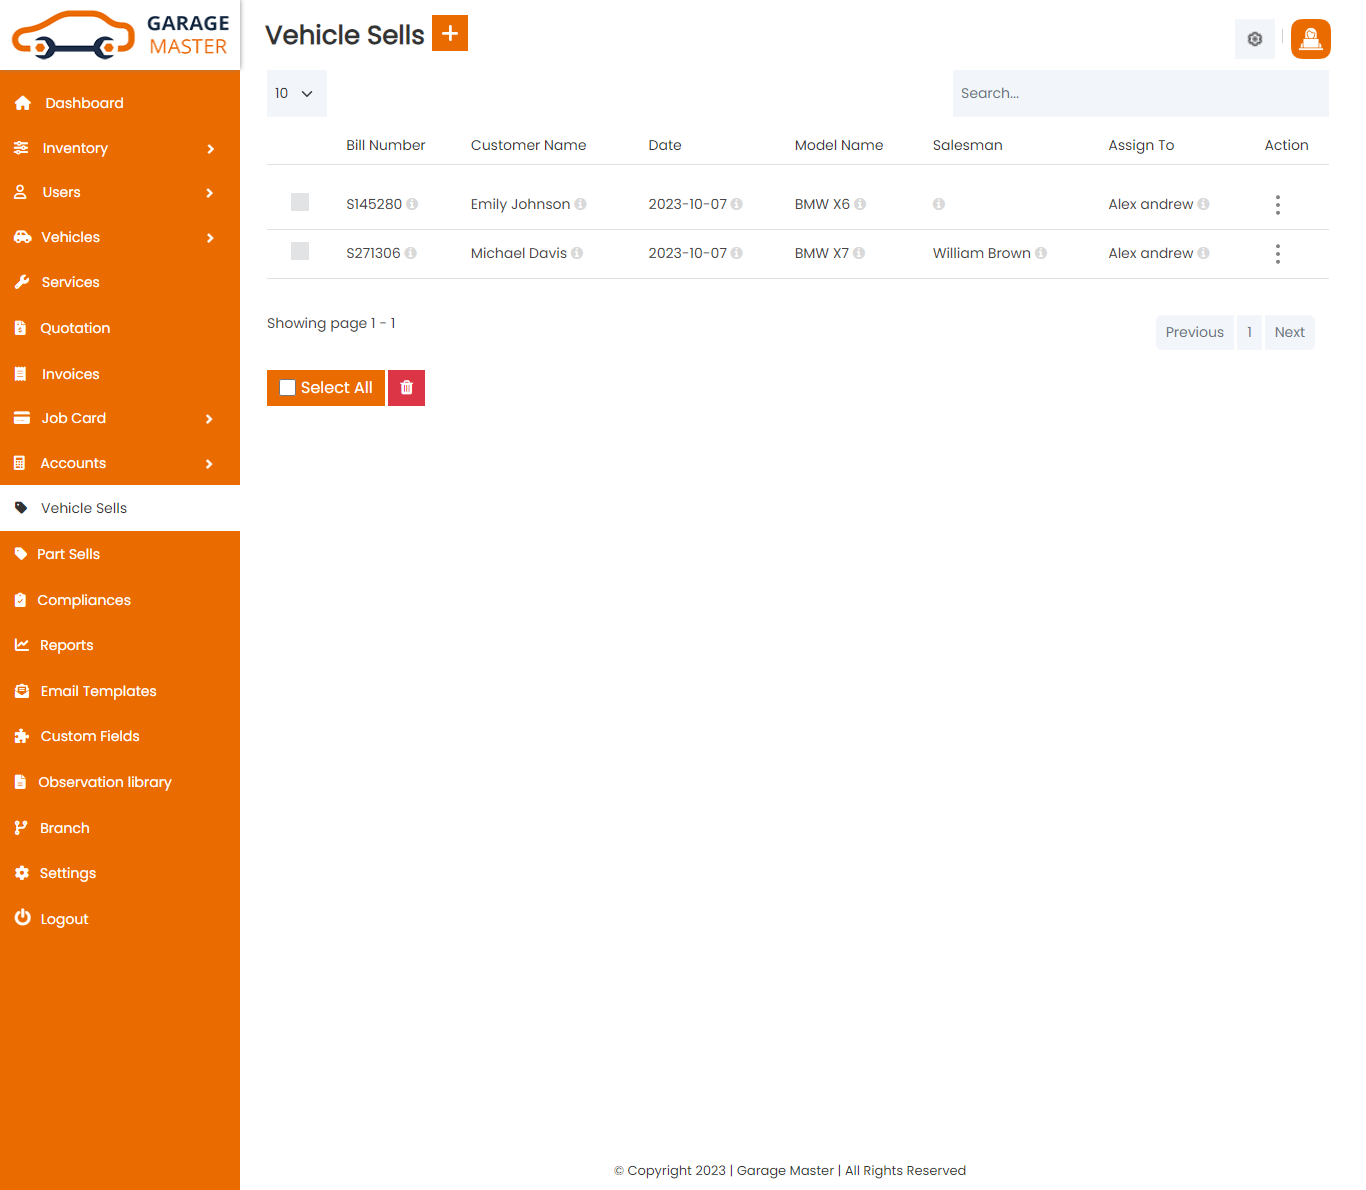 GARAGE
MASTER
Vehicle Sells
Dashboard
Inventory
Users
Vehicles
Services
Quotation
Invoices
Job Card
Accounts
Vehicle Sells
Part Sells
Compliances
Reports
Email Templates
Custom Fields
Observation library
Branch
Settings
Logout
10
Search...
Bill Number Customer Name Date Model Name Salesman Assign To Action
S145280 Emily Johnson 2023-10-07 BMW X6 Alex andrew
S271306 Michael Davis 2023-10-07 BMW X7 William Brown Alex andrew
Showing page 1 - 1
Previous 1 Next
Select All
© Copyright 2023 | Garage Master | All Rights Reserved